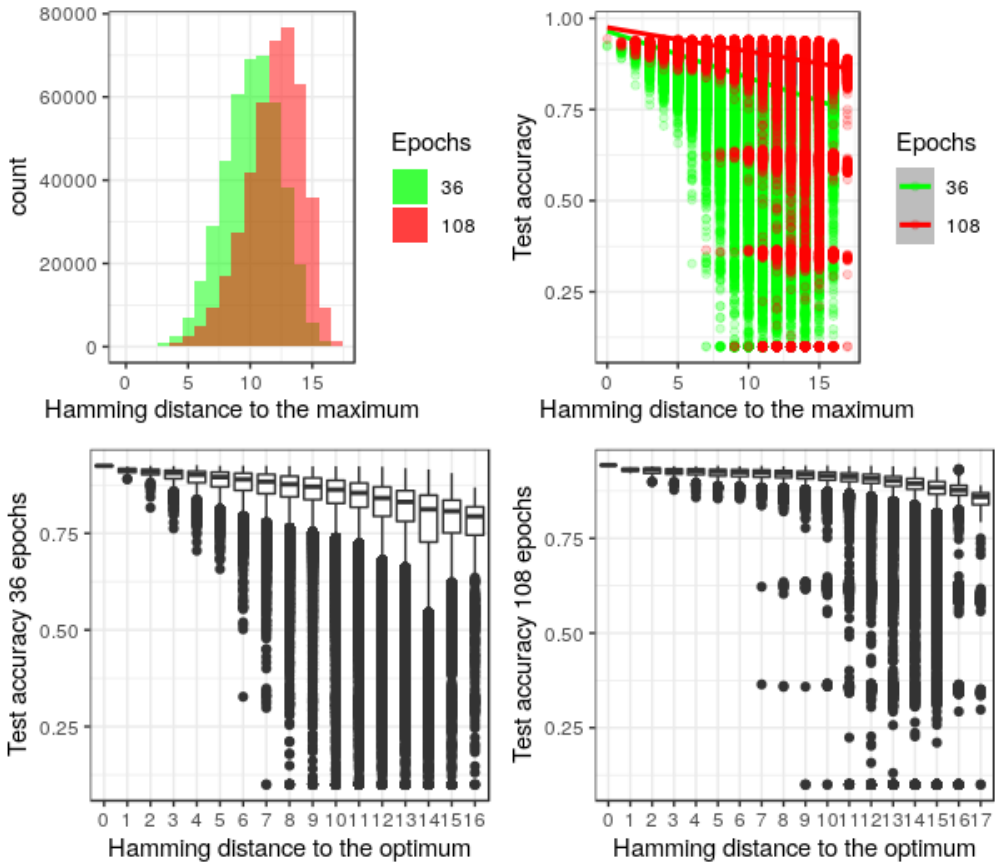 80000
60000
40000
20000
0
count
0 5 10 15
Hamming distance to the maximum
Epochs
36
108
1.00
0.75
0.50
0.25
Test accuracy
0 5 10 15
Hamming distance to the maximum
Epochs
36
108
0.75
0.50
0.25
Test accuracy 36 epochs
0 1 2 3 4 5 6 7 8 9 10 11 12 13 14 15 16
Hamming distance to the optimum
0.75
0.50
0.25
Test accuracy 108 epochs
0 1 2 3 4 5 6 7 8 9 10 11 12 13 14 15 16 17
Hamming distance to the optimum